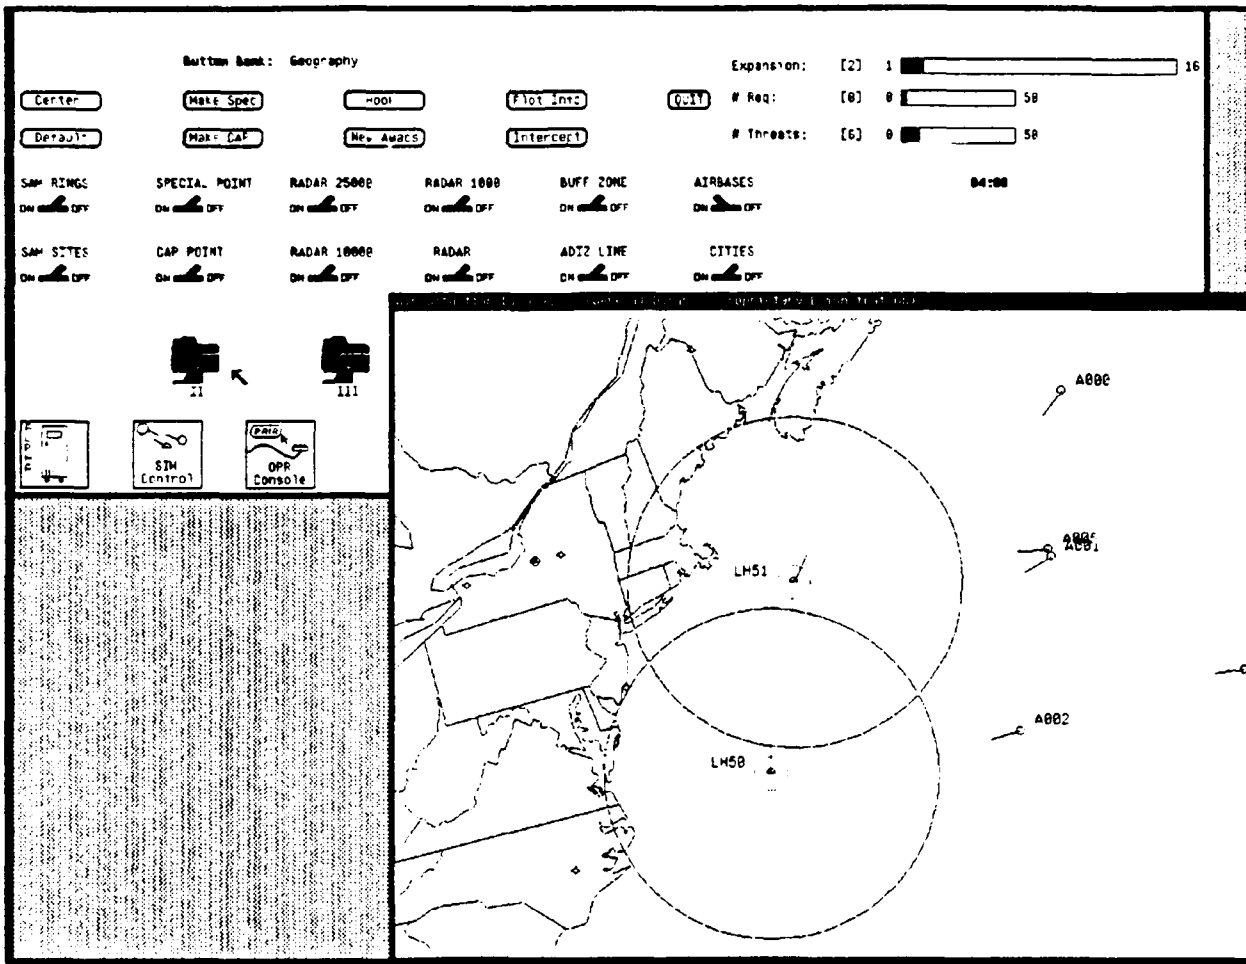 Button Bank: Geography
Expansion: [2] 1 16
Center Make Spec Hook Plot Info QUIT # Req: [0] 0 50
Default Make CAP New Awacs Intercept # Threats: [6] 0 50
SAM RINGS SPECIAL POINT RADAR 25000 RADAR 1000 BUFF ZONE AIRBASES 04:00
ON OFF ON OFF ON OFF ON OFF ON OFF ON OFF
SAM SITES CAP POINT RADAR 10000 RADAR ADIZ LINE CITIES
ON OFF ON OFF ON OFF ON OFF ON OFF ON OFF
II III
A000
PAIR
SIM
Control
OPR
Console
A001
LH51
A002
LH50